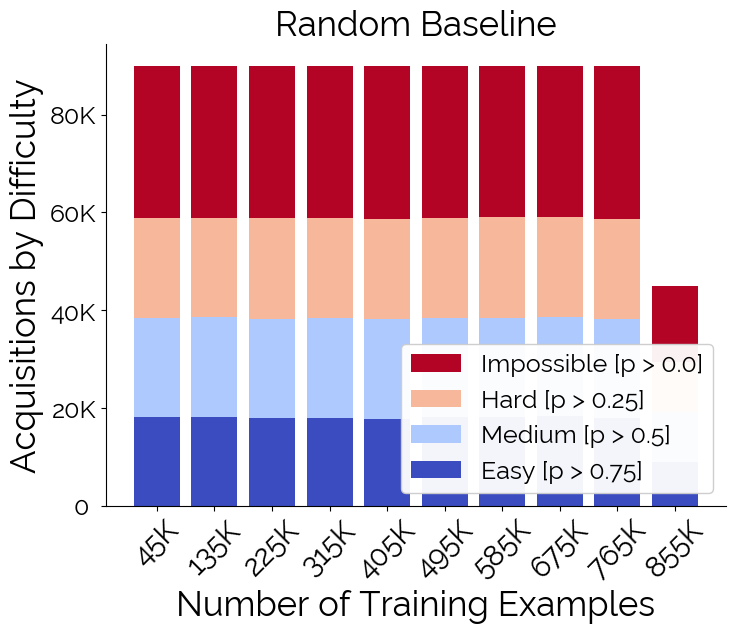 Random Baseline
Acquisitions by Difficulty
80K
60K
40K
20K
0
Impossible [p > 0.0]
Hard [p > 0.25]
Medium [p > 0.5]
Easy [p > 0.75]
45K
135K
225K
315K
405K
495K
585K
675K
765K
855K
Number of Training Examples